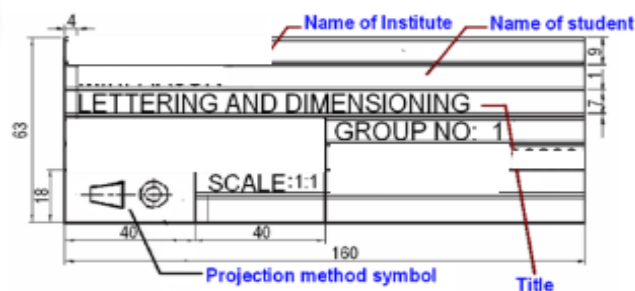 4
Name of Institute
Name of student
9
1
LETTERING AND DIMENSIONING
7
63
GROUP NO: 1
18
SCALE:1:1
40
40
160
Projection method symbol
Title